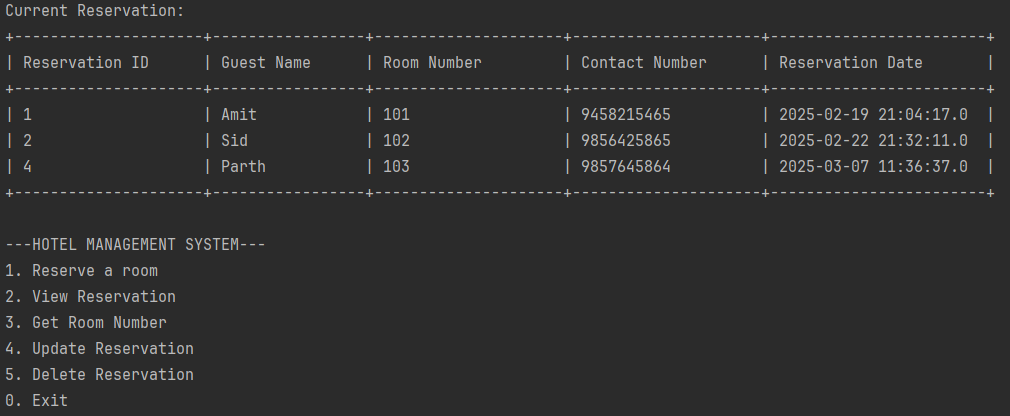 Current Reservation:
+---------------------+-----------------+---------------------+---------------------+------------------------+
| Reservation ID      | Guest Name      | Room Number         | Contact Number      | Reservation Date       |
+---------------------+-----------------+---------------------+---------------------+------------------------+
| 1                   | Amit            | 101                 | 9458215465          | 2025-02-19 21:04:17.0  |
| 2                   | Sid             | 102                 | 9856425865          | 2025-02-22 21:32:11.0  |
| 4                   | Parth           | 103                 | 9857645864          | 2025-03-07 11:36:37.0  |
+---------------------+-----------------+---------------------+---------------------+------------------------+
---HOTEL MANAGEMENT SYSTEM---
1. Reserve a room
2. View Reservation
3. Get Room Number
4. Update Reservation
5. Delete Reservation
0. Exit